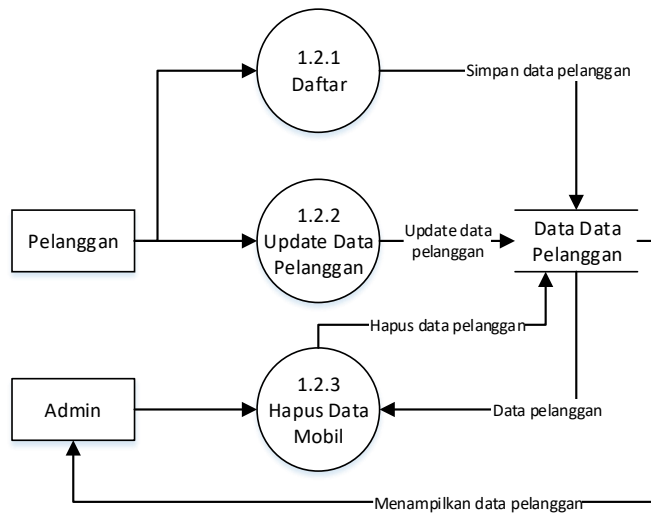 1.2.1
Daftar
Simpan data pelanggan
Pelanggan
1.2.2
Update Data
Pelanggan
Update data
pelanggan
Data Data
Pelanggan
Hapus data pelanggan
Admin
1.2.3
Hapus Data
Mobil
Data pelanggan
Menampilkan data pelanggan